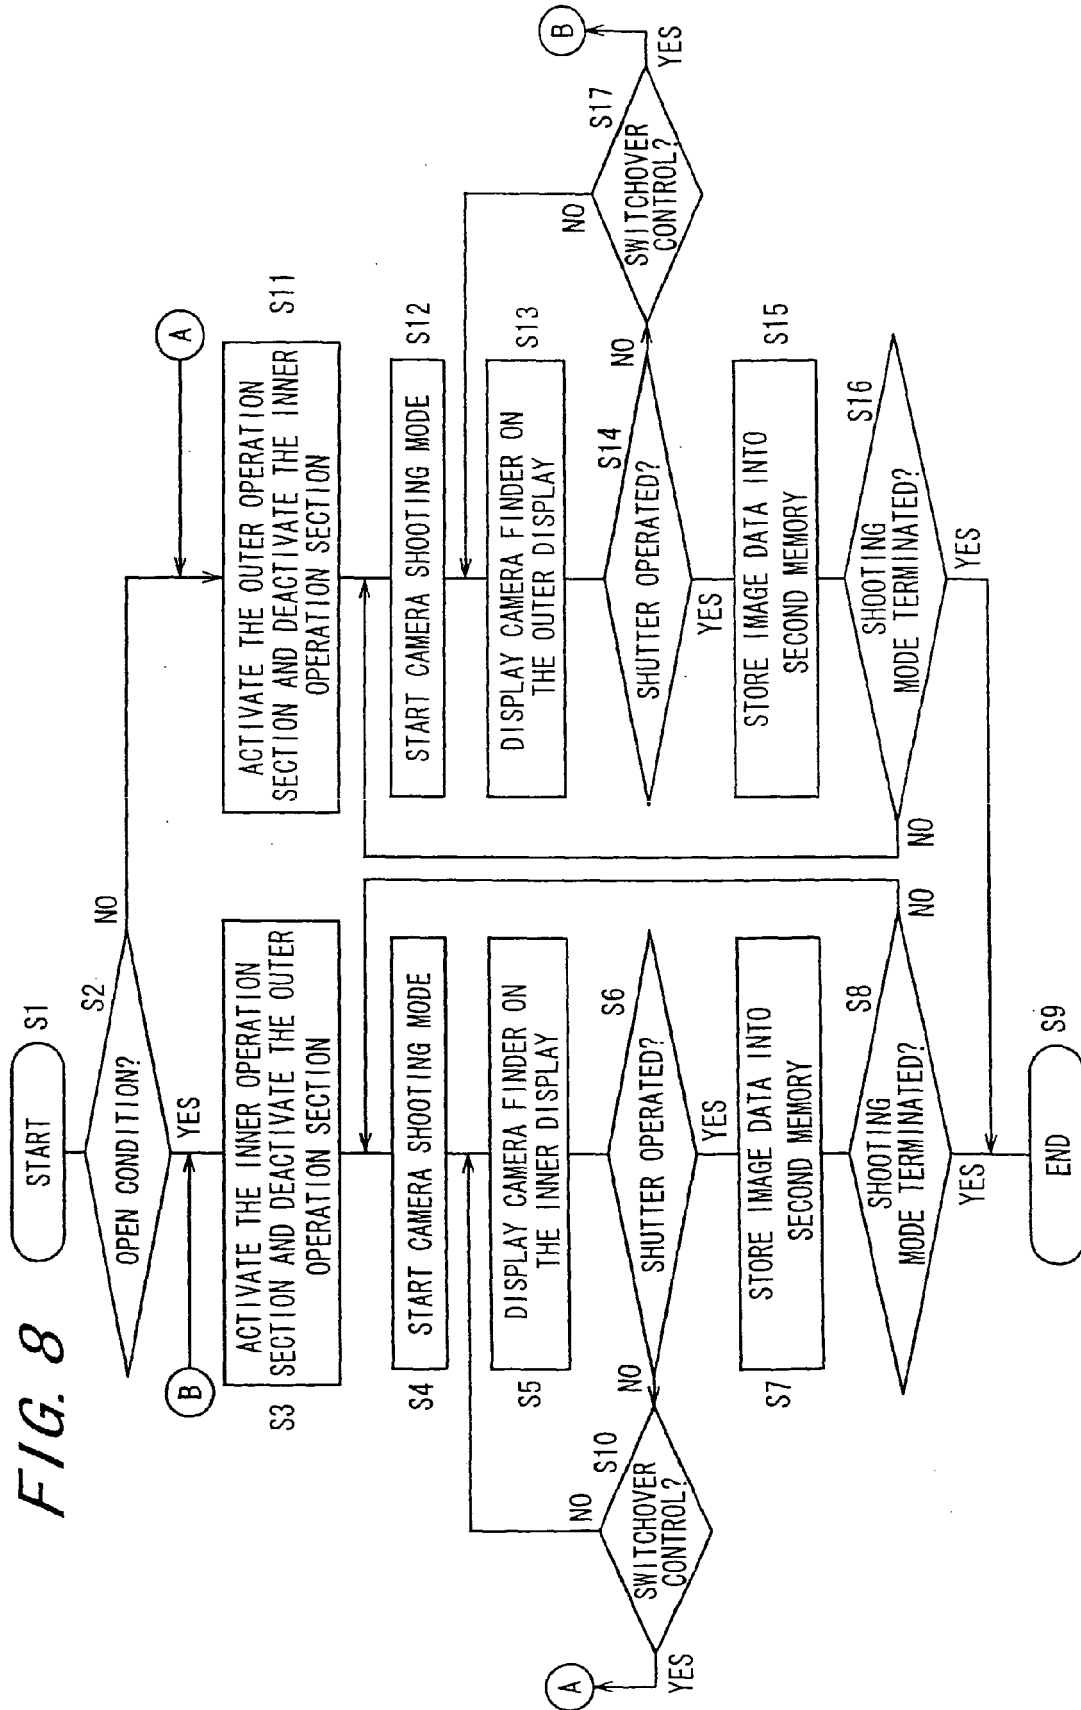 FIG. 8
START
S1
OPEN CONDITION?
S2
NO
YES
B
ACTIVATE THE INNER OPERATION
SECTION AND DEACTIVATE THE OUTER
OPERATION SECTION
S3
START CAMERA SHOOTING MODE
S4
DISPLAY CAMERA FINDER ON
THE INNER DISPLAY
S5
SHUTTER OPERATED?
S6
NO
YES
SWITCHOVER
CONTROL?
S10
NO
YES
A
STORE IMAGE DATA INTO
SECOND MEMORY
S7
SHOOTING
MODE TERMINATED?
S8
NO
YES
END
S9
A
ACTIVATE THE OUTER OPERATION
SECTION AND DEACTIVATE THE INNER
OPERATION SECTION
S11
START CAMERA SHOOTING MODE
S12
DISPLAY CAMERA FINDER ON
THE OUTER DISPLAY
S13
SHUTTER OPERATED?
S14
NO
YES
SWITCHOVER
CONTROL?
S17
NO
YES
B
STORE IMAGE DATA INTO
SECOND MEMORY
S15
SHOOTING
MODE TERMINATED?
S16
NO
YES